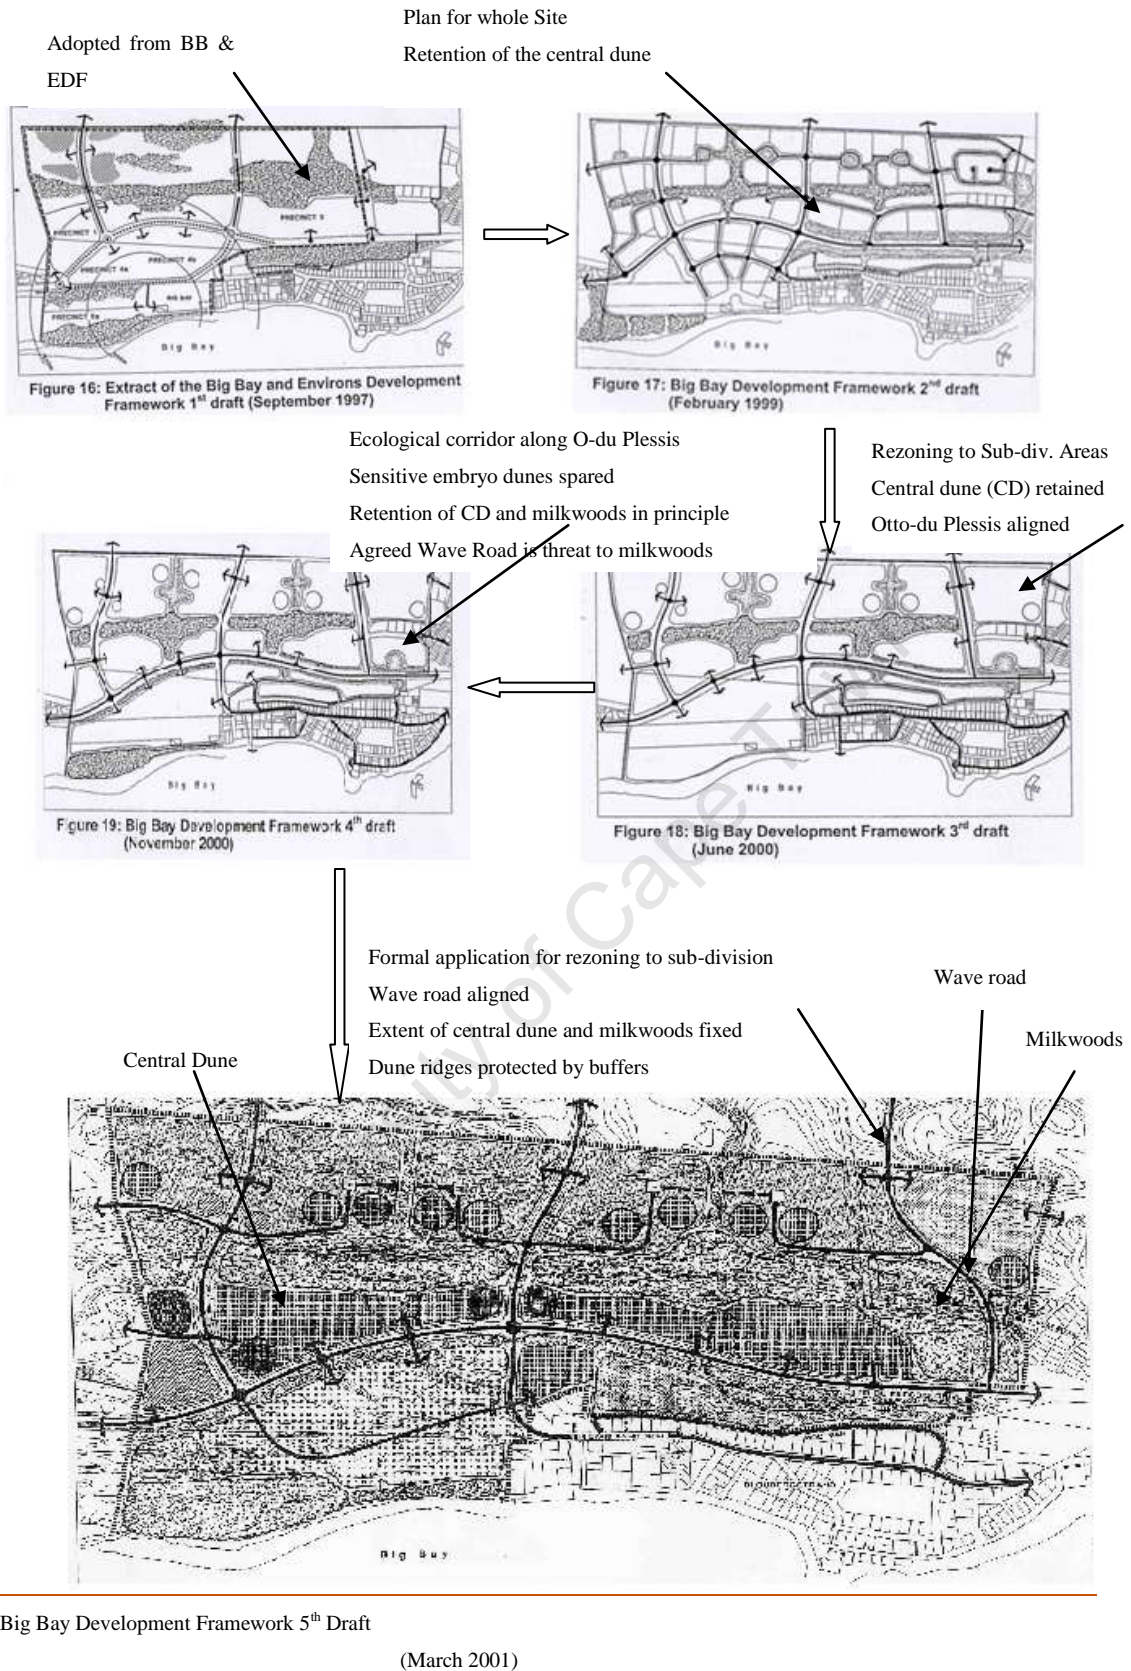 Plan for whole Site
Retention of the central dune
Adopted from BB &
EDF
PRECINCT 1
PRECINCT 3
PRECINCT 4a
PRECINCT 4b
BIG BAY
PRECINCT 5a
Big Bay
Figure 16: Extract of the Big Bay and Environs Development
Framework 1st draft (September 1997)
Big Bay
Figure 17: Big Bay Development Framework 2nd draft
(February 1999)
Ecological corridor along O-du Plessis
Sensitive embryo dunes spared
Retention of CD and milkwoods in principle
Agreed Wave Road is threat to milkwoods
Rezoning to Sub-div. Areas
Central dune (CD) retained
Otto-du Plessis aligned
Big Bay
Figure 19: Big Bay Development Framework 4th draft
(November 2000)
Big Bay
Figure 18: Big Bay Development Framework 3rd draft
(June 2000)
Formal application for rezoning to sub-division
Wave road aligned
Extent of central dune and milkwoods fixed
Dune ridges protected by buffers
Wave road
Milkwoods
Central Dune
Big Bay
Big Bay Development Framework 5th Draft
(March 2001)
ity of Cape T